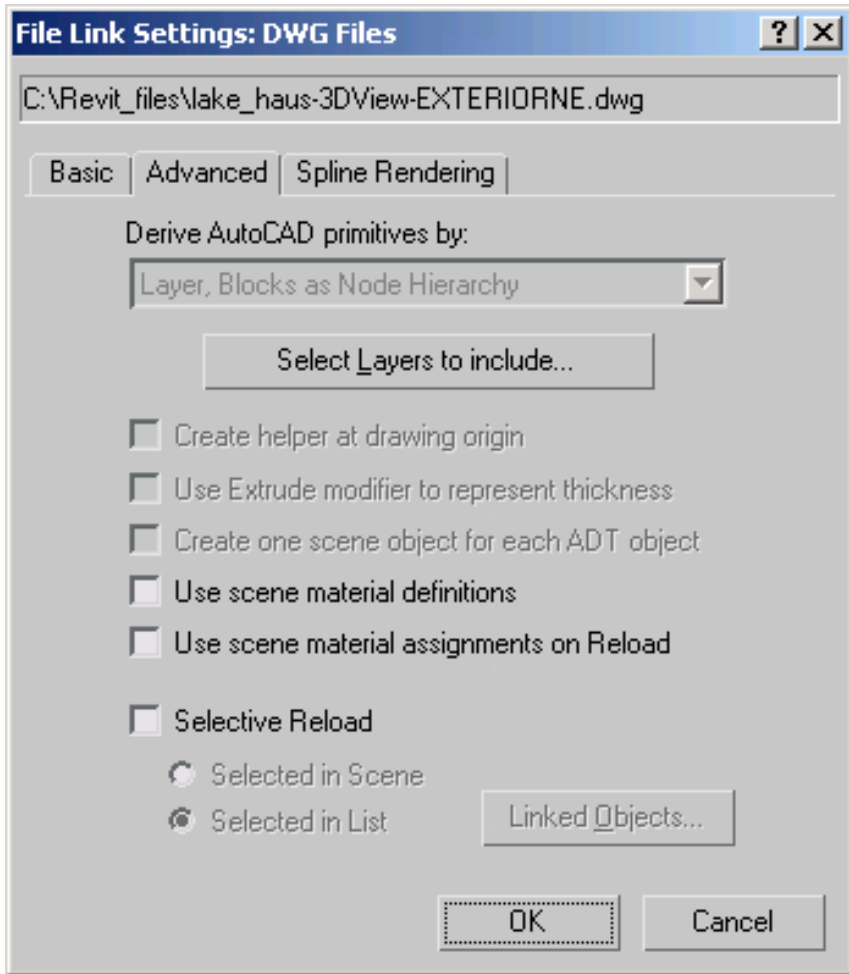 File Link Settings: DWG Files
C:\Revit_files\lake_haus-3DView-EXTERIORNE.dwg
Basic Advanced Spline Rendering
Derive AutoCAD primitives by:
Layer, Blocks as Node Hierarchy
Select Layers to include...
Create helper at drawing origin
Use Extrude modifier to represent thickness
Create one scene object for each ADT object
Use scene material definitions
Use scene material assignments on Reload
Selective Reload
Selected in Scene
Selected in List
Linked Objects...
OK Cancel